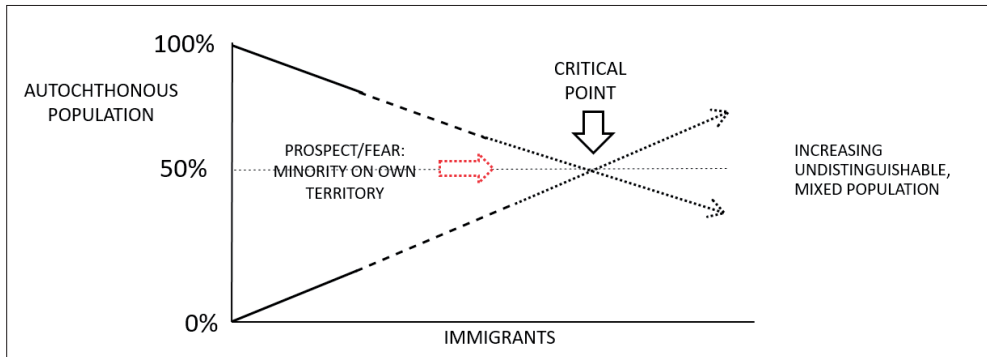 100%
AUTOCHTHONOUS
POPULATION
CRITICAL
POINT
PROSPECT/FEAR:
50%
MINORITY ON OWN
TERRITORY
INCREASING
UNDISTINGUISHABLE,
MIXED POPULATION
0%
IMMIGRANTS